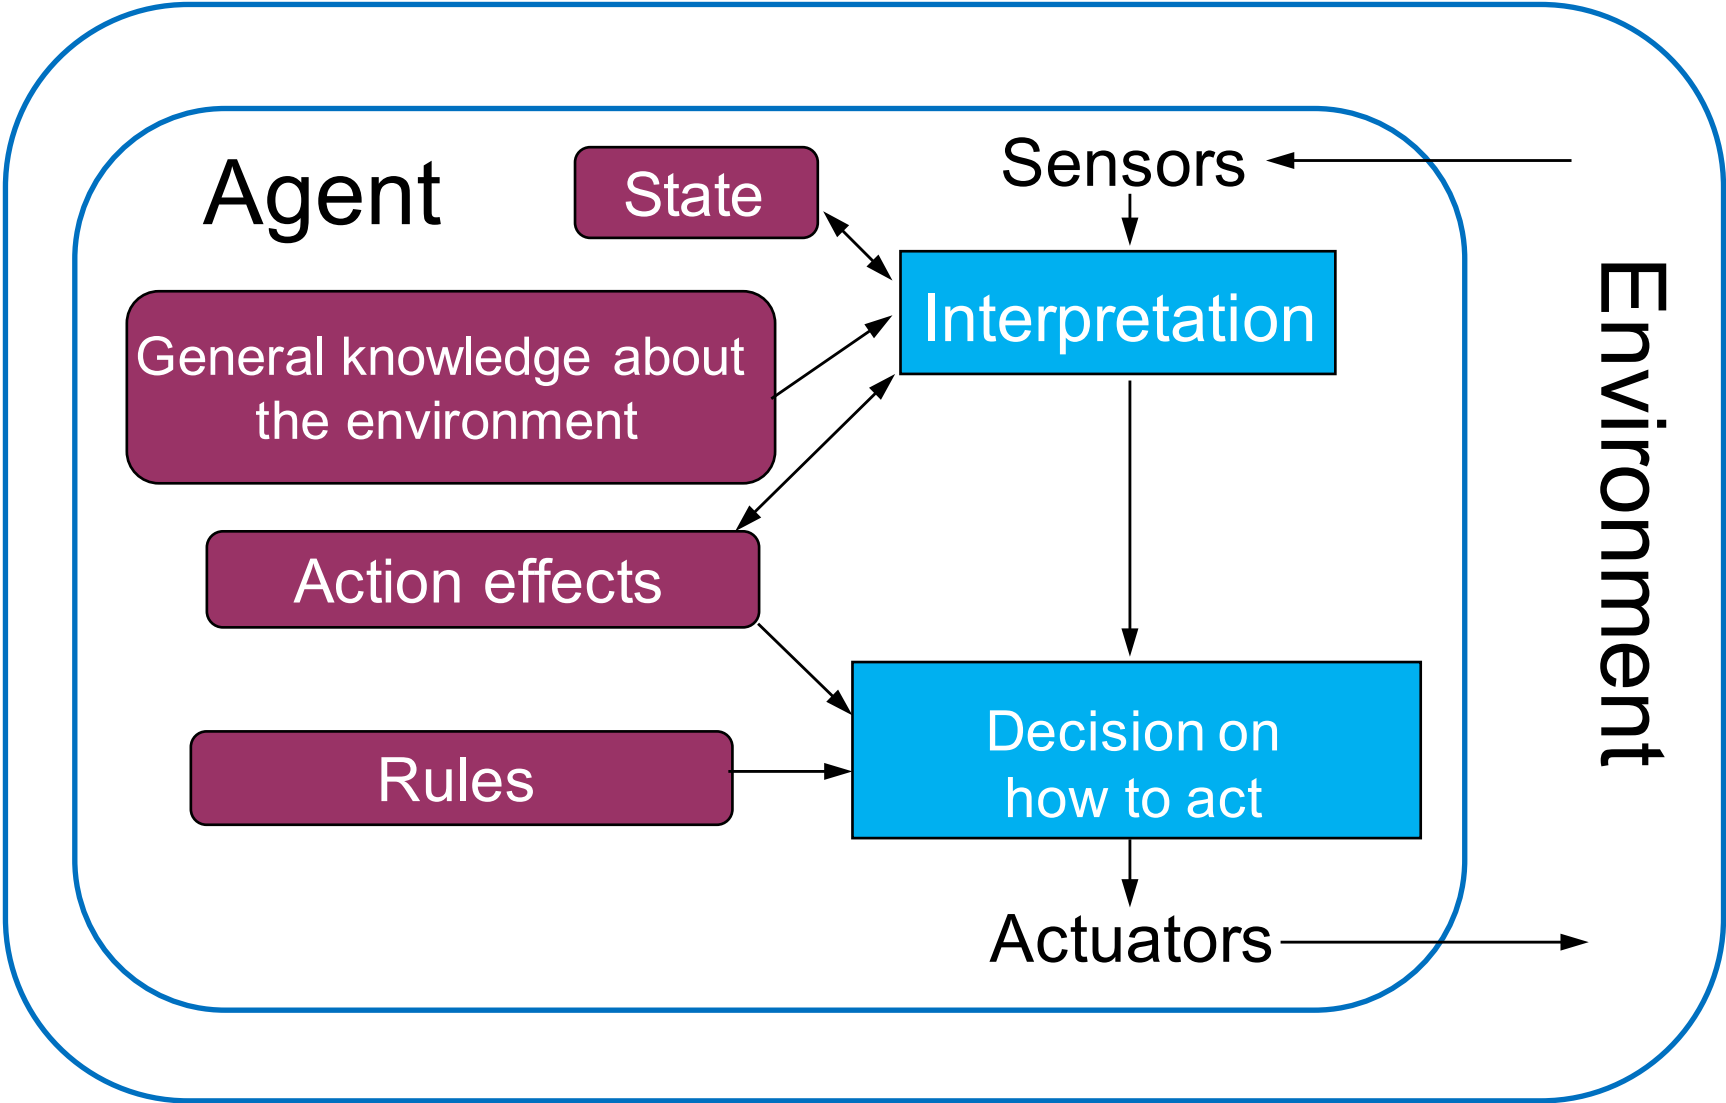 Agent
State
Sensors
Interpretation
General knowledge about
the environment
Action effects
Rules
Decision on
how to act
Actuators
Environment